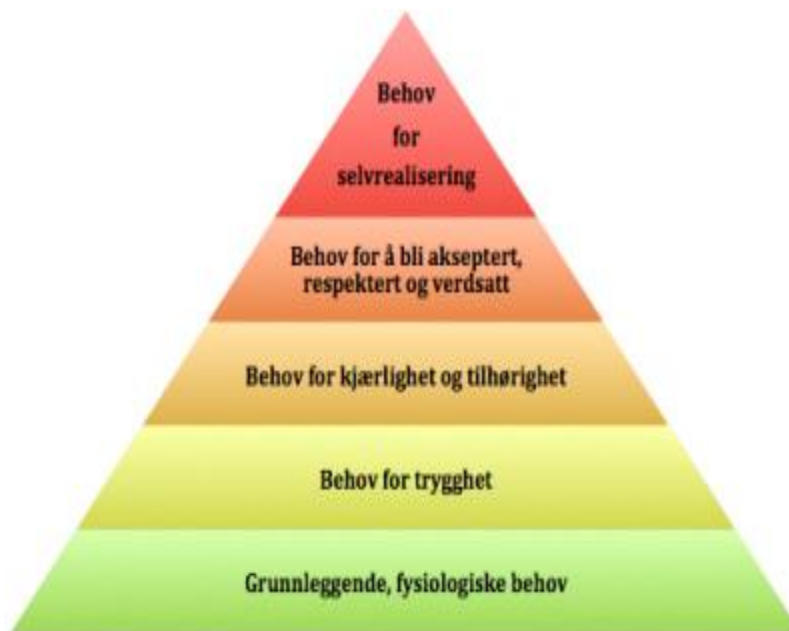 Behov
for
selvrealisering
Behov for å bli akseptert,
respektert og verdsatt
Behov for kjærlighet og tilhørighet
Behov for trygghet
Grunnleggende, fysiologiske behov